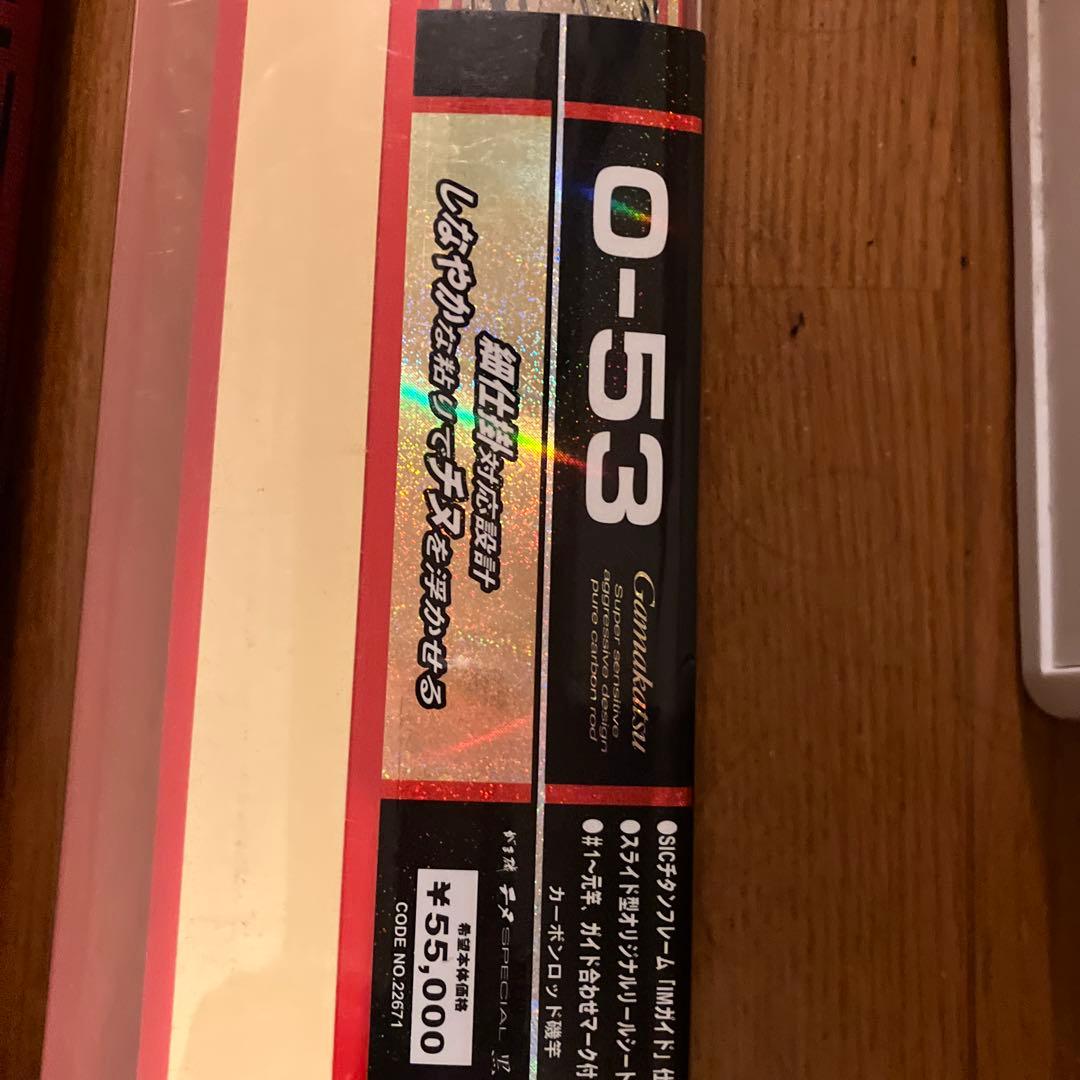 0-53
Gamakatsu
Super sensitive
aggressive design
pure carbon rod
細仕掛対応設計
しなやかな粘りでチヌを浮かせる
●SICチタンフレーム「IMガイド」仕
●スライド型オリジナルリールシート
●#1〜元竿、ガイド合わせマーク付
カーボンロッド磯竿
がま磯 チヌSPECIAL
希望本体価格
¥55,000
CODE NO.22671